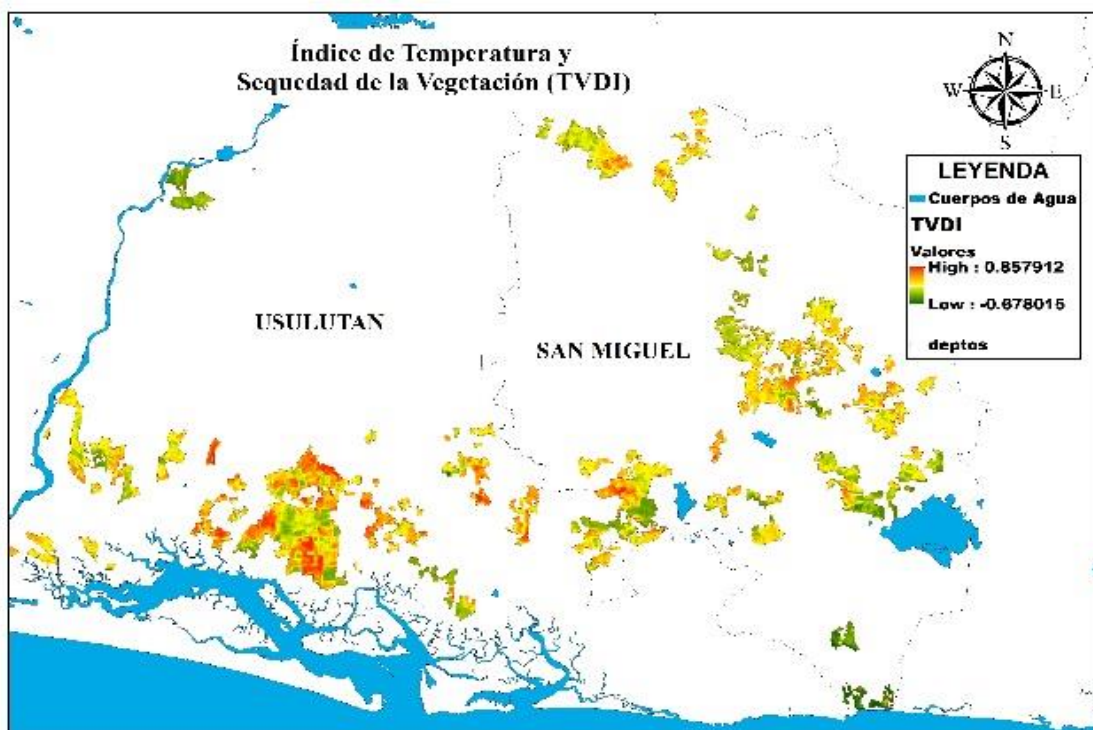 Índice de Temperatura y
Sequedad de la Vegetación (TVDI)
N
W
E
S
LEYENDA
Cuerpos de Agua
TVDI
Valores
High : 0.857912
Low : -0.678015
deptos
USULUTAN
SAN MIGUEL